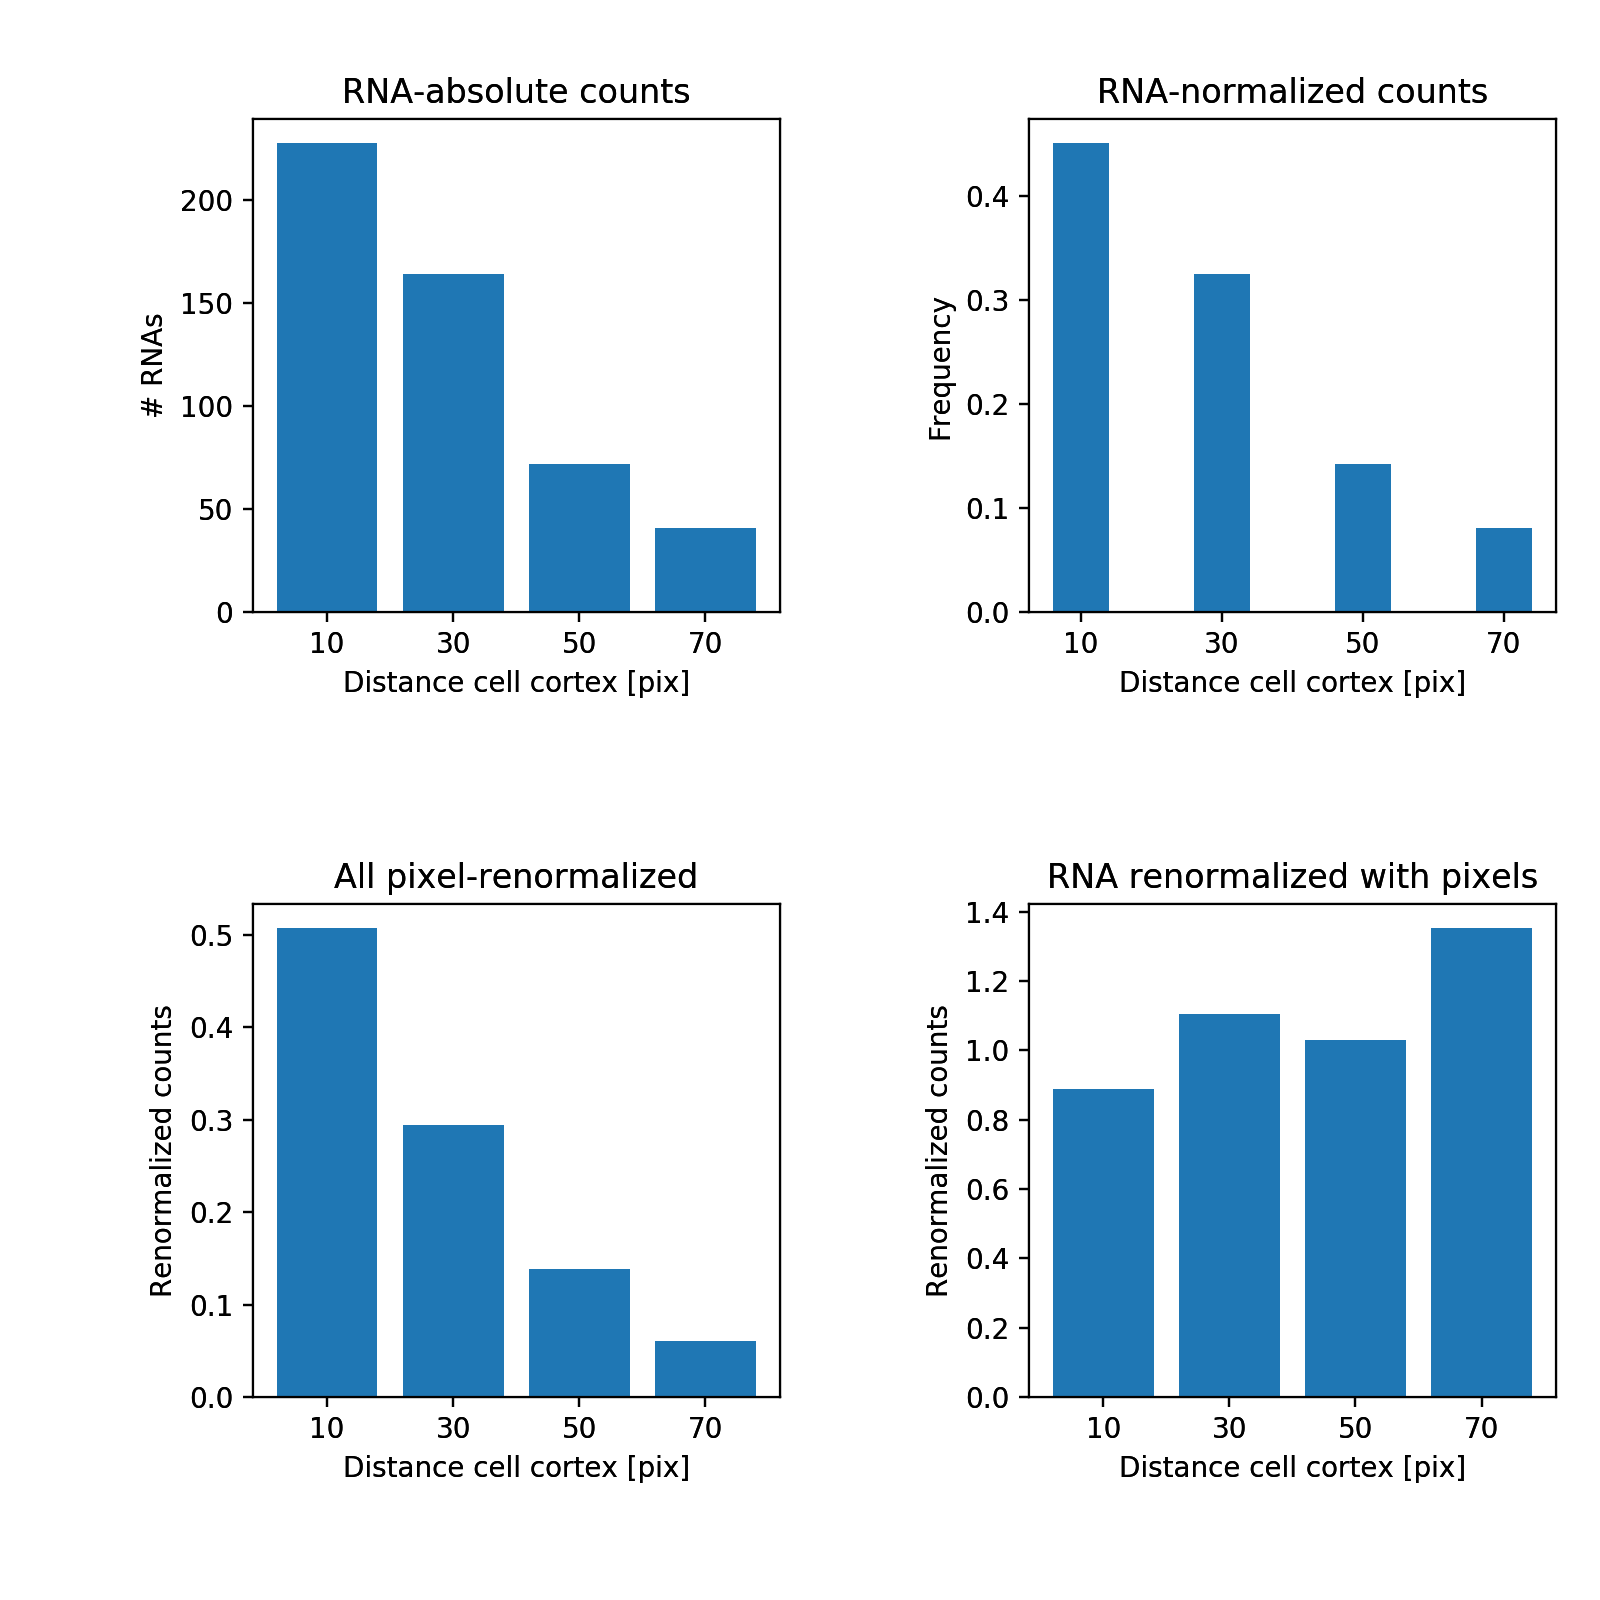 RNA-absolute counts
# RNAs
200
150
100
50
0
10 30 50 70
Distance cell cortex [pix]
RNA-normalized counts
Frequency
0.4
0.3
0.2
0.1
0.0
10 30 50 70
Distance cell cortex [pix]
All pixel-renormalized
Renormalized counts
0.5
0.4
0.3
0.2
0.1
0.0
10 30 50 70
Distance cell cortex [pix]
RNA renormalized with pixels
Renormalized counts
1.4
1.2
1.0
0.8
0.6
0.4
0.2
0.0
10 30 50 70
Distance cell cortex [pix]